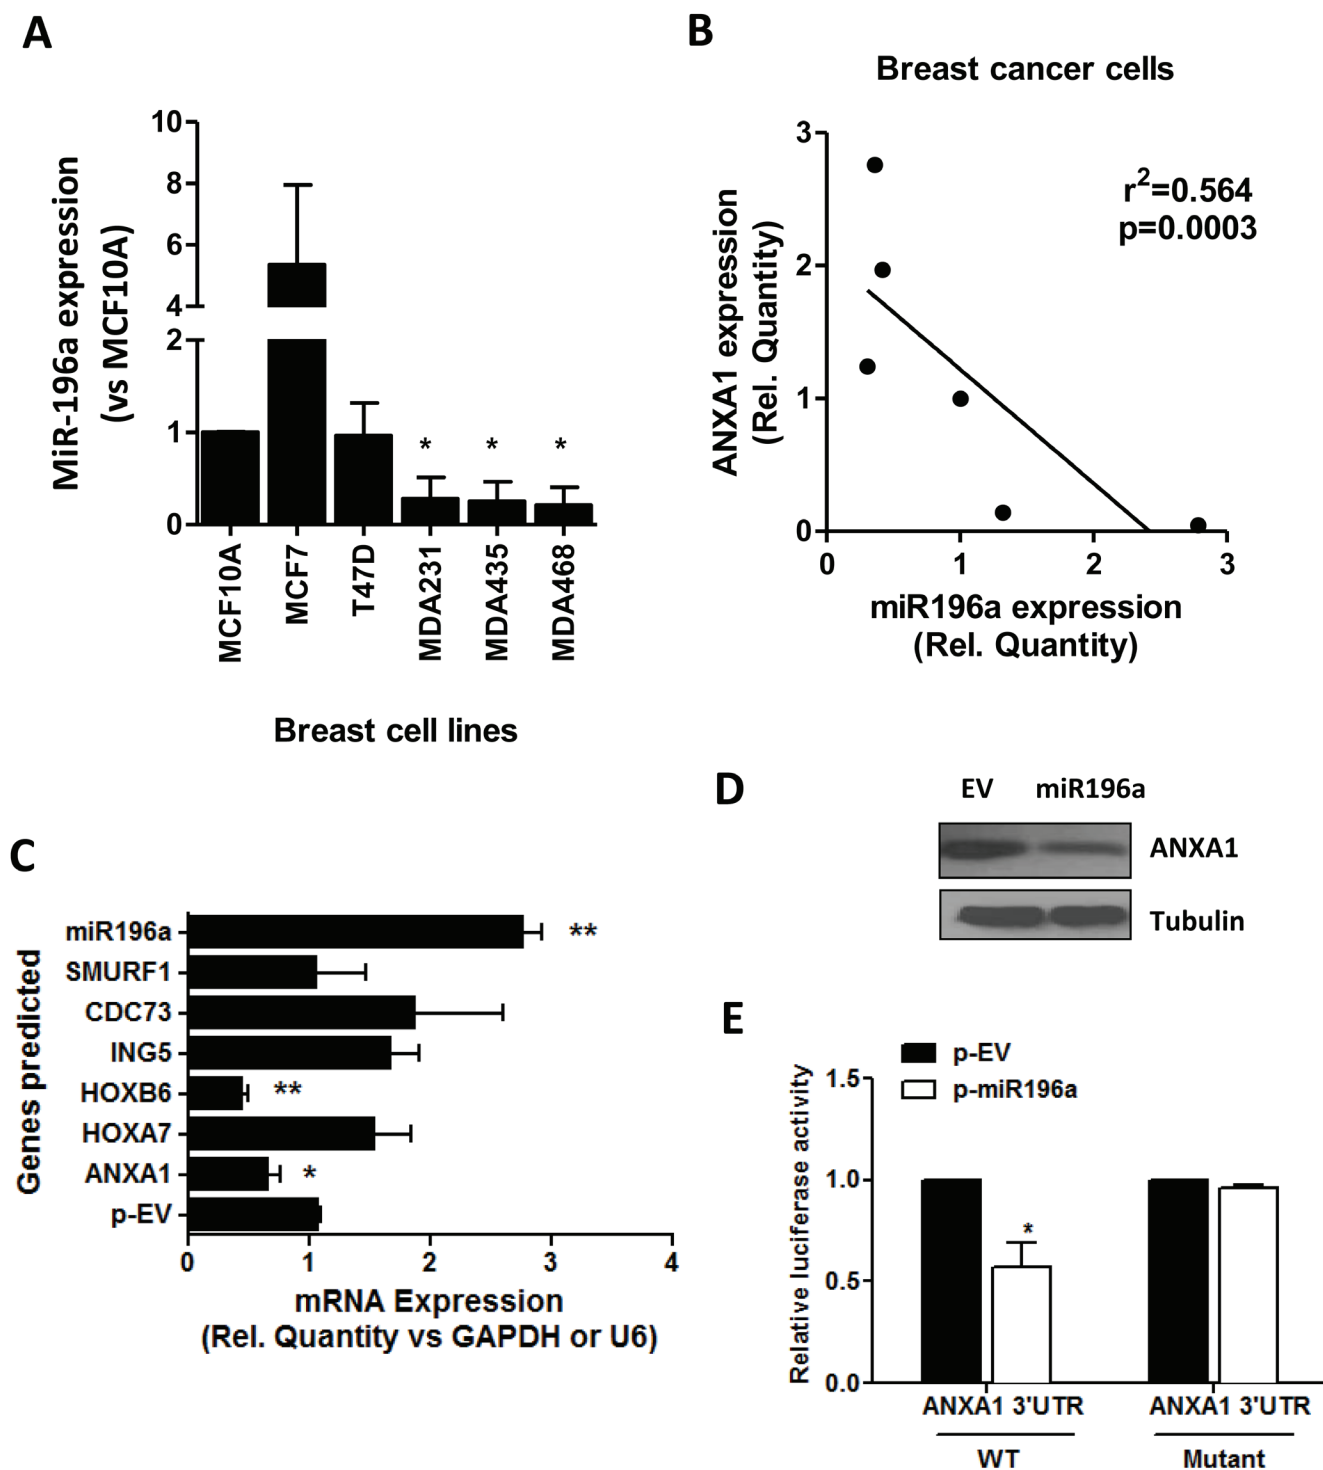 A
MiR-196a expression
(vs MCF10A)
10
8
6
4
2
1
0
*
*
*
MCF10A
MCF7
T47D
MDA231
MDA435
MDA468
Breast cell lines
B
Breast cancer cells
ANXA1 expression
(Rel. Quantity)
3
2
1
0
r²=0.564
p=0.0003
0
1
2
3
miR196a expression
(Rel. Quantity)
C
Genes predicted
miR196a
**
SMURF1
CDC73
ING5
HOXB6
**
HOXA7
ANXA1
*
p-EV
0
1
2
3
4
mRNA Expression
(Rel. Quantity vs GAPDH or U6)
D
EV miR196a
ANXA1
Tubulin
E
p-EV
p-miR196a
Relative luciferase activity
1.5
1.0
0.5
0.0
*
ANXA1 3'UTR ANXA1 3'UTR
WT Mutant